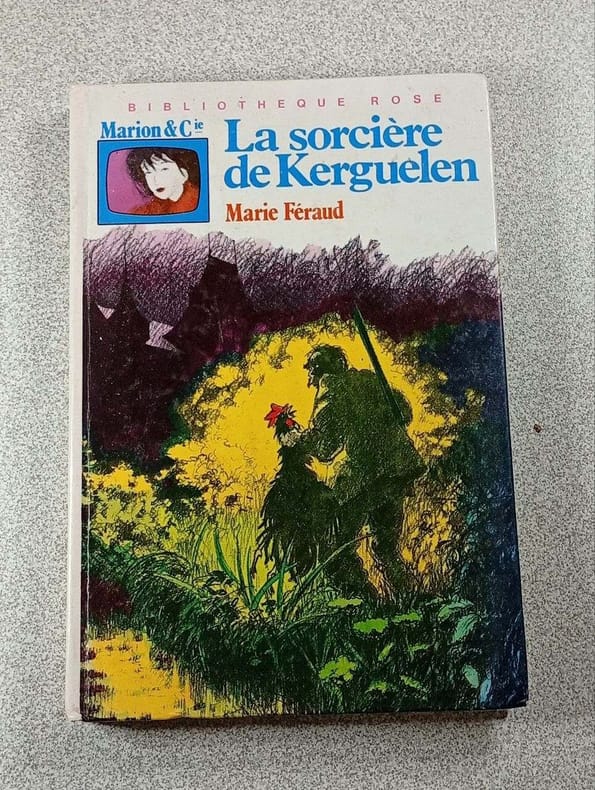 BIBLIOTHEQUE ROSE
Marion & Cie
La sorcière
de Kerguelen
Marie Féraud